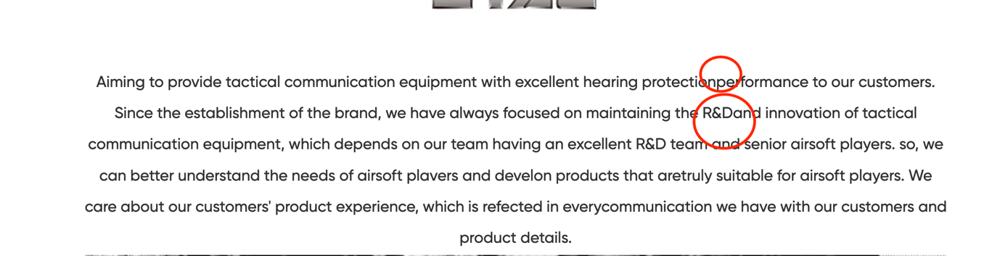 Aiming to provide tactical communication equipment with excellent hearing protectionperformance to our customers.
Since the establishment of the brand, we have always focused on maintaining the R&Dand innovation of tactical
communication equipment, which depends on our team having an excellent R&D team and senior airsoft players. so, we
can better understand the needs of airsoft plavers and develon products that aretruly suitable for airsoft players. We
care about our customers' product experience, which is refected in everycommunication we have with our customers and
product details.